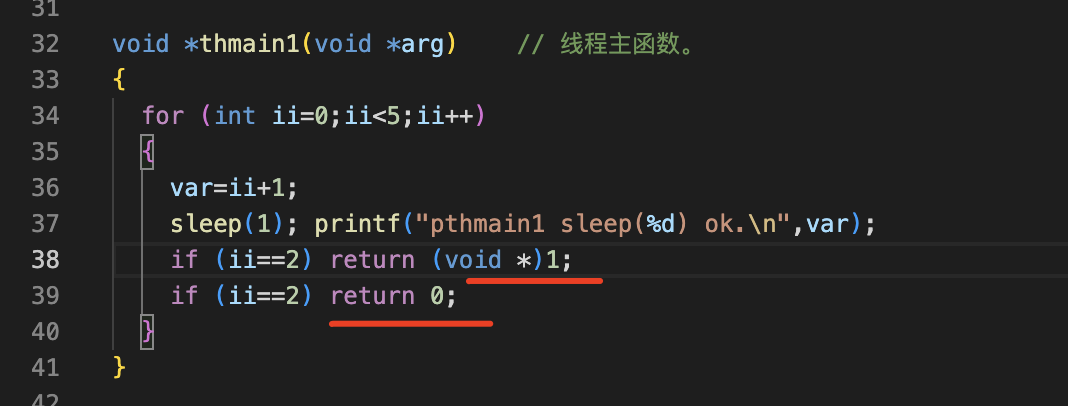 31
32 void *thmain1(void *arg) // 线程主函数。
33 {
34 for (int ii=0;ii<5;ii++)
35 {
36 var=ii+1;
37 sleep(1); printf("pthmain1 sleep(%d) ok.\n",var);
38 if (ii==2) return (void *)1;
39 if (ii==2) return 0;
40 }
41 }
42